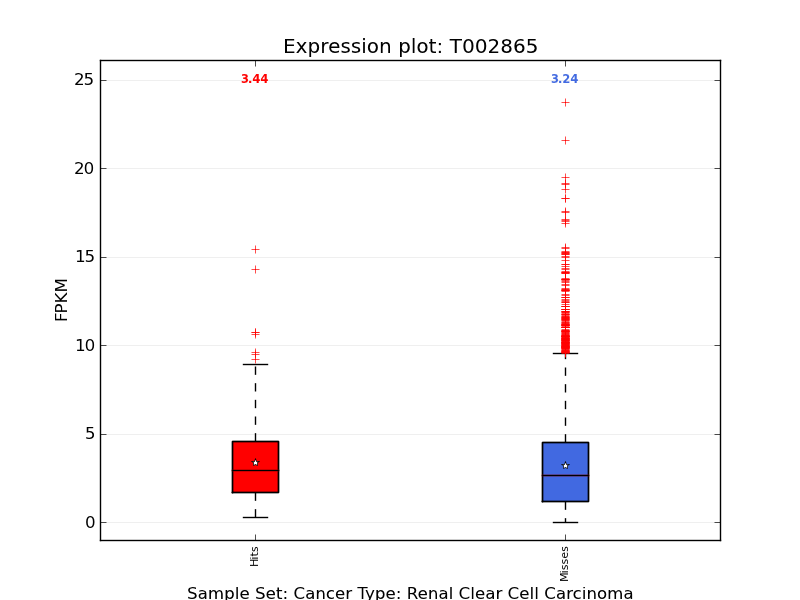 Expression plot: T002865
3.44
3.24
25
20
15
10
5
0
FPKM
Hits
Misses
Sample Set: Cancer Type: Renal Clear Cell Carcinoma